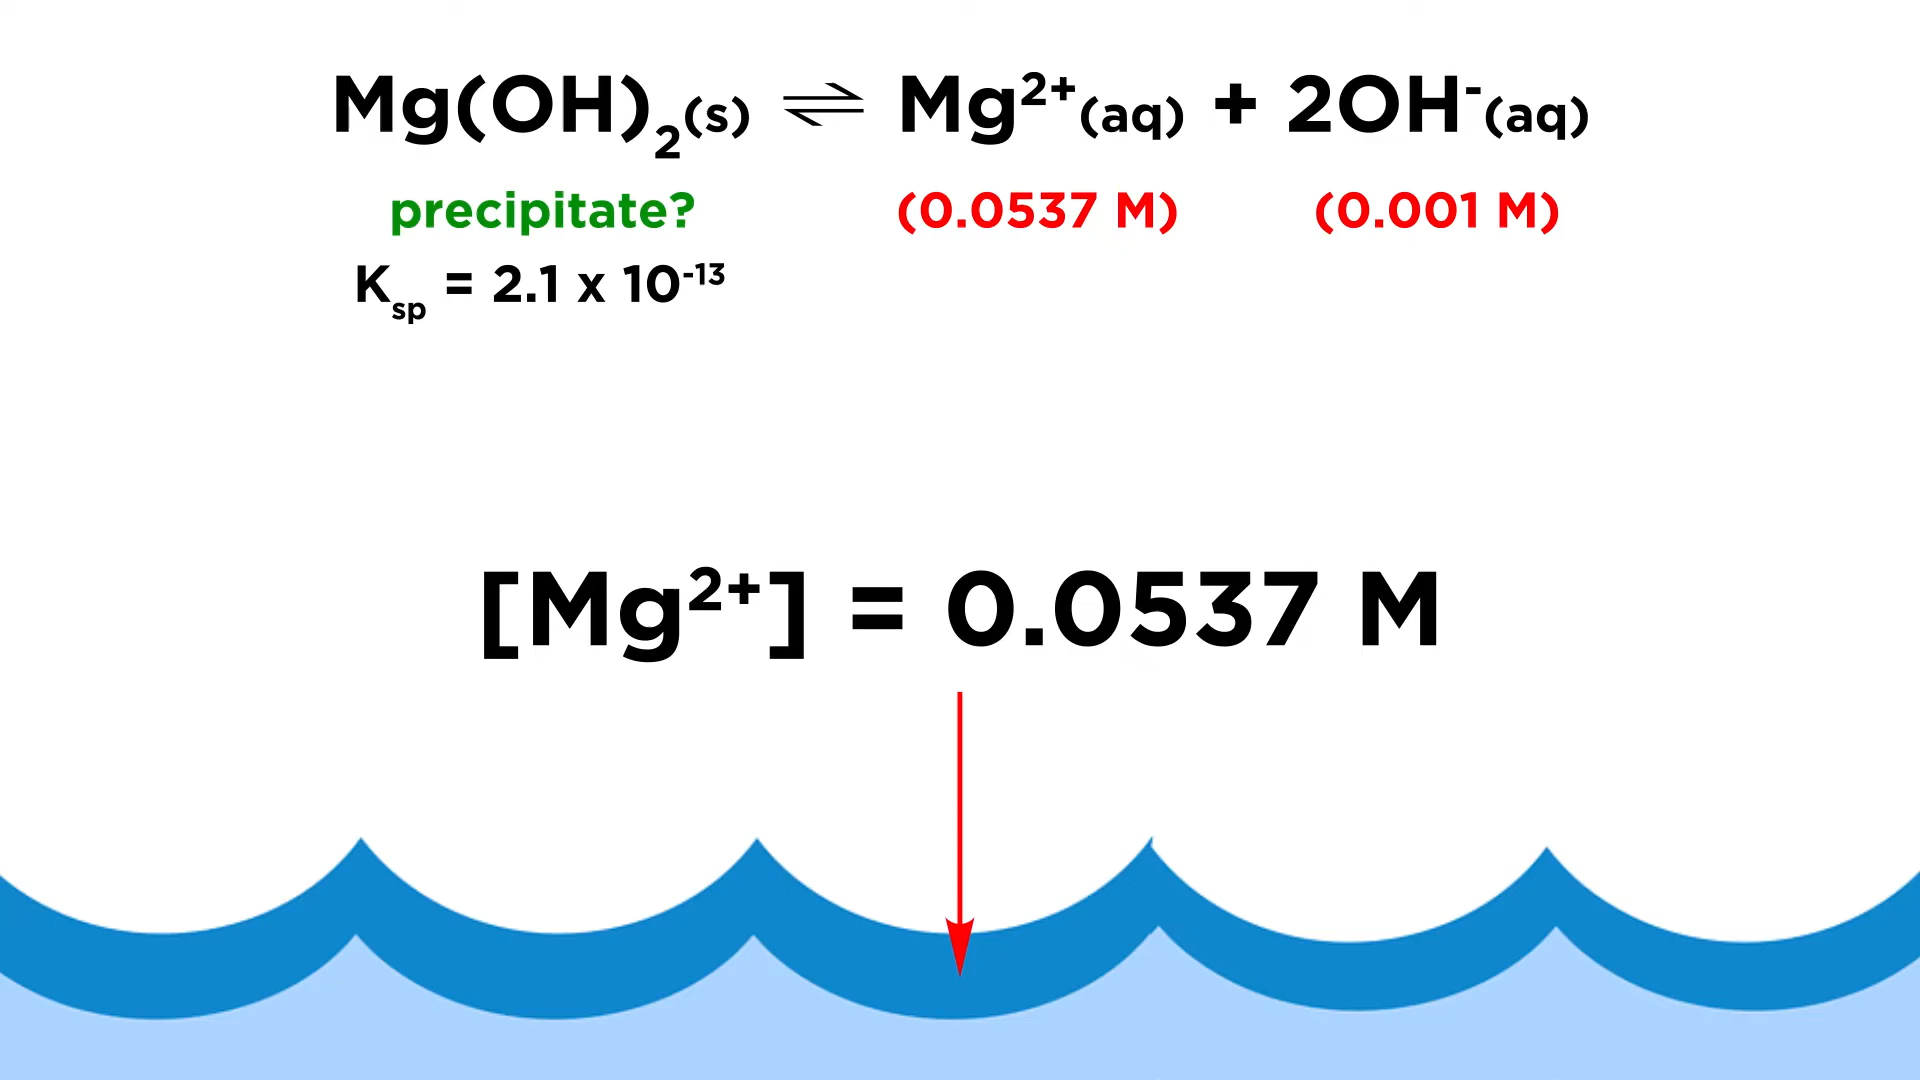 Mg(OH)₂(s) ⇌ Mg²⁺(aq) + 2OH⁻(aq)
precipitate? (0.0537 M) (0.001 M)
Kₛₚ = 2.1 x 10⁻¹³
[Mg²⁺] = 0.0537 M